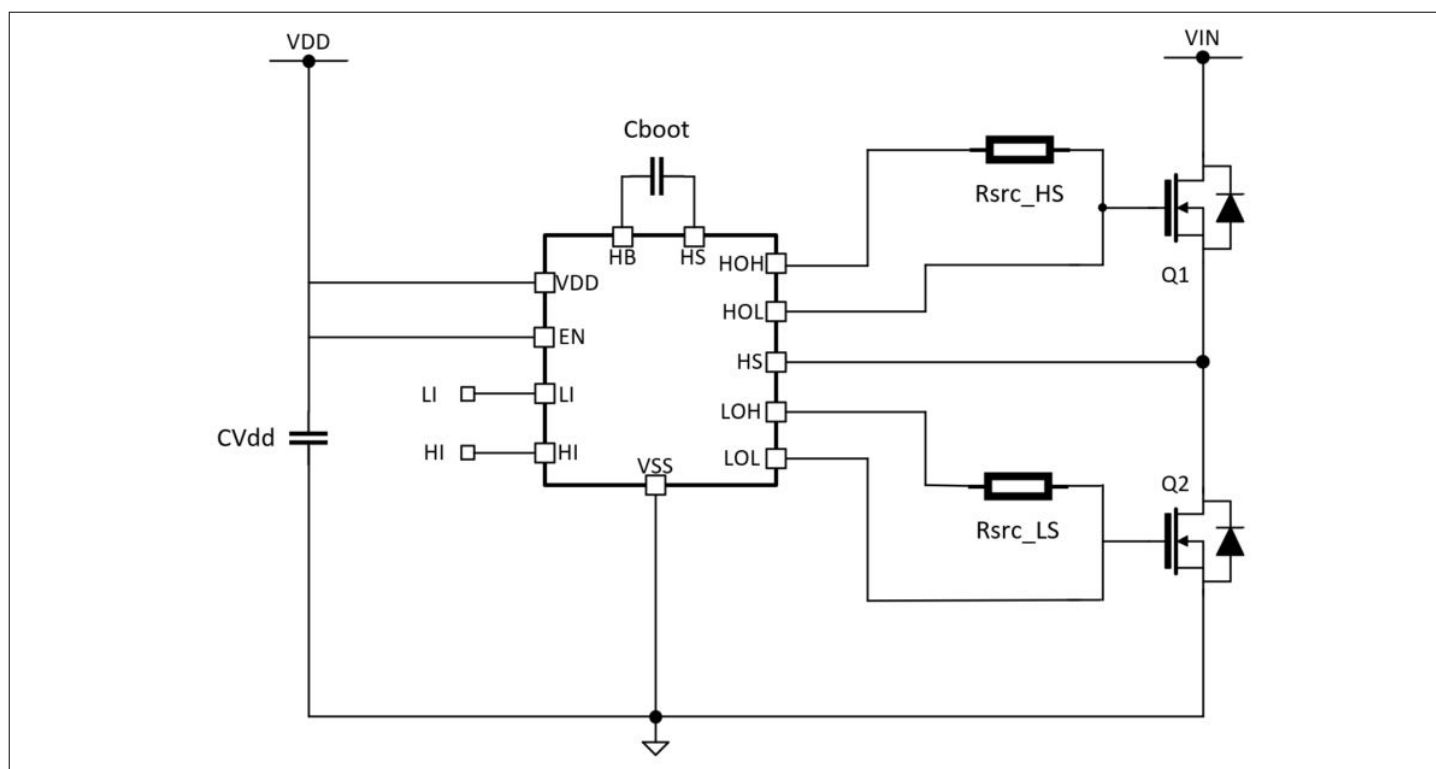 VDD
VIN
Cboot
Rsrc_HS
HB
HS
HOH
VDD
Q1
HOL
EN
HS
LI
LI
LOH
CVdd
HI
HI
LOL
VSS
Q2
Rsrc_LS